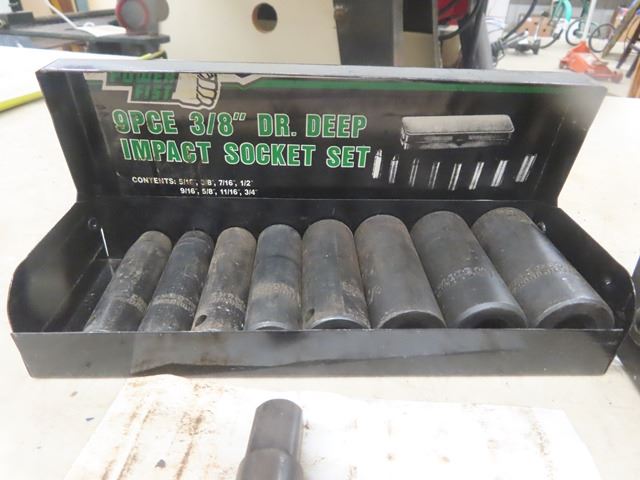 POWER
FIST
9PCE 3/8" DR. DEEP
IMPACT SOCKET SET
CONTENTS: 5/16", 3/8", 7/16", 1/2"
9/16", 5/8", 11/16", 3/4"